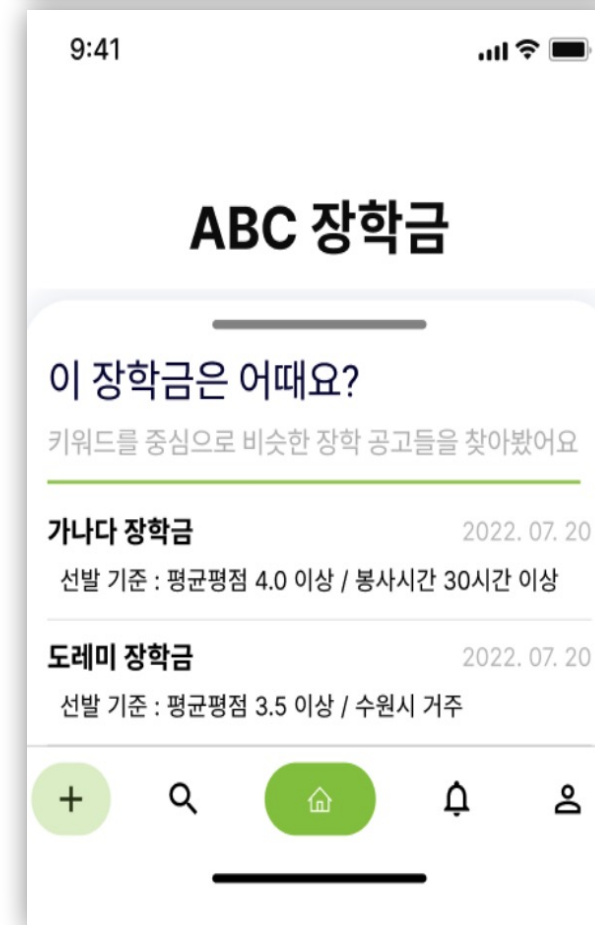 9:41
ABC 장학금
이 장학금은 어때요?
키워드를 중심으로 비슷한 장학 공고들을 찾아봤어요
가나다 장학금 2022. 07. 20
선발 기준 : 평균평점 4.0 이상 / 봉사시간 30시간 이상
도레미 장학금 2022. 07. 20
선발 기준 : 평균평점 3.5 이상 / 수원시 거주